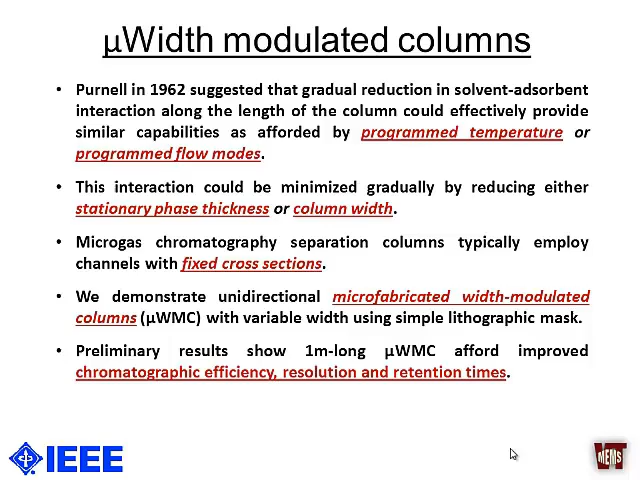 µWidth modulated columns
• Purnell in 1962 suggested that gradual reduction in solvent-adsorbent
interaction along the length of the column could effectively provide
similar capabilities as afforded by programmed temperature or
programmed flow modes.
• This interaction could be minimized gradually by reducing either
stationary phase thickness or column width.
• Microgas chromatography separation columns typically employ
channels with fixed cross sections.
• We demonstrate unidirectional microfabricated width-modulated
columns (µWMC) with variable width using simple lithographic mask.
• Preliminary results show 1m-long µWMC afford improved
chromatographic efficiency, resolution and retention times.
IEEE
VT
MEMS